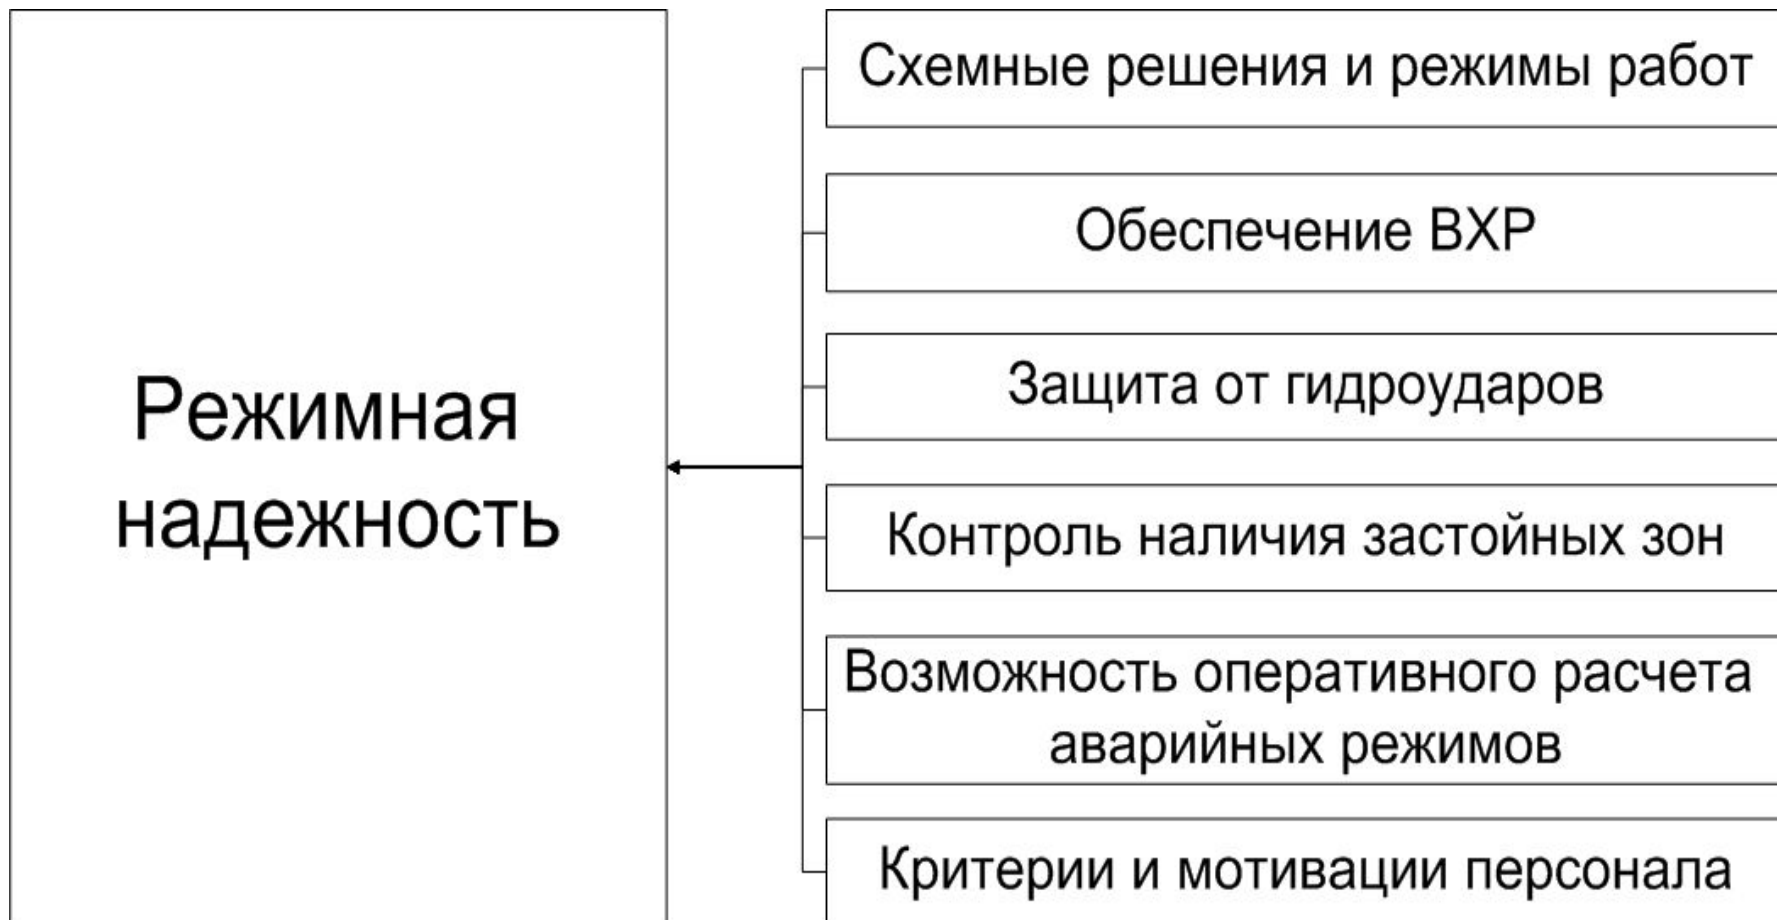 Режимная
надежность
Схемные решения и режимы работ
Обеспечение ВХР
Защита от гидроударов
Контроль наличия застойных зон
Возможность оперативного расчета
аварийных режимов
Критерии и мотивации персонала